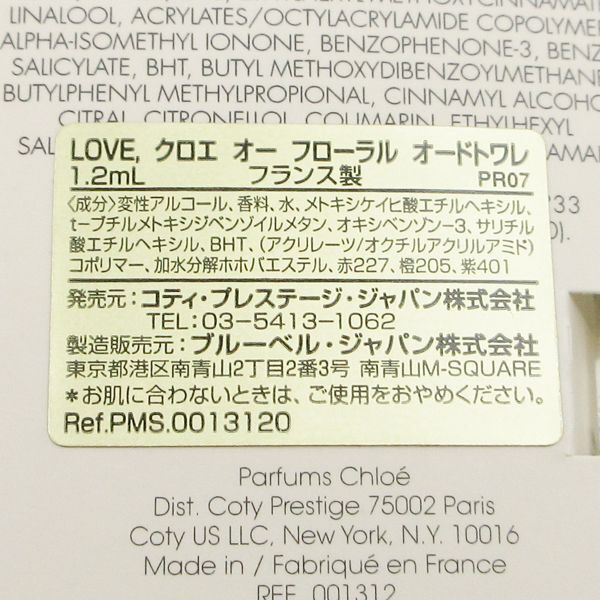 LINALOOL, ACRYLATES/OCTYLACRYLAMIDE COPOLYMER
ALPHA-ISOMETHYL IONONE, BENZOPHENONE-3,
SALICYLATE, BHT, BUTYL METHOXYDIBENZOYLMETHANE
BUTYLPHENYL METHYLPROPIONAL, CINNAMYL ALCOHO
CITRAL, CITRONELLOL, COUMARIN, ETHYLHEXYL
LOVE, クロエ オー フローラル オードトワレ
1.2mL フランス製 PR07
〈成分〉変性アルコール、香料、水、メトキシケイヒ酸エチルヘキシル、
t-ブチルメトキシジベンゾイルメタン、オキシベンゾン-3、サリチル
酸エチルヘキシル、BHT、(アクリレーツ/オクチルアクリルアミド)
コポリマー、加水分解ホホバエステル、赤227、橙205、紫401
発売元：コティ・プレステージ・ジャパン株式会社
TEL:03-5413-1062
製造販売元：ブルーベル・ジャパン株式会社
東京都港区南青山2丁目2番3号 南青山M-SQUARE
＊お肌に合わないときは、ご使用をおやめください。
Ref.PMS.0013120
Parfums Chloé
Dist. Coty Prestige 75002 Paris
Coty US LLC, New York, N.Y. 10016
Made in / Fabriqué en France
REF. 001312